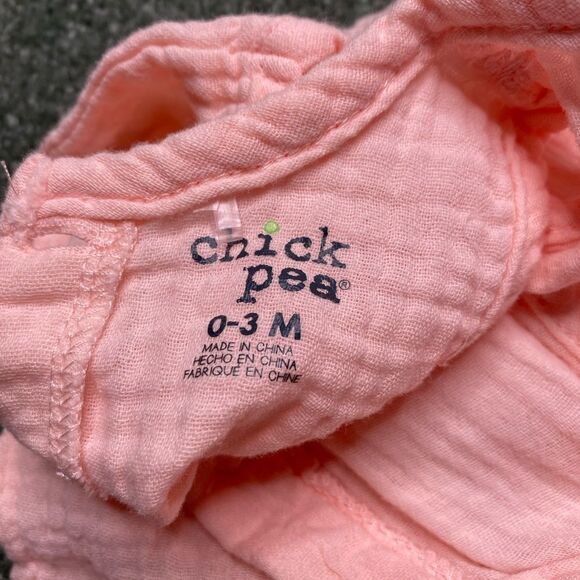 chick
pea®
0-3 M
MADE IN CHINA
HECHO EN CHINA
FABRIQUE EN CHINE